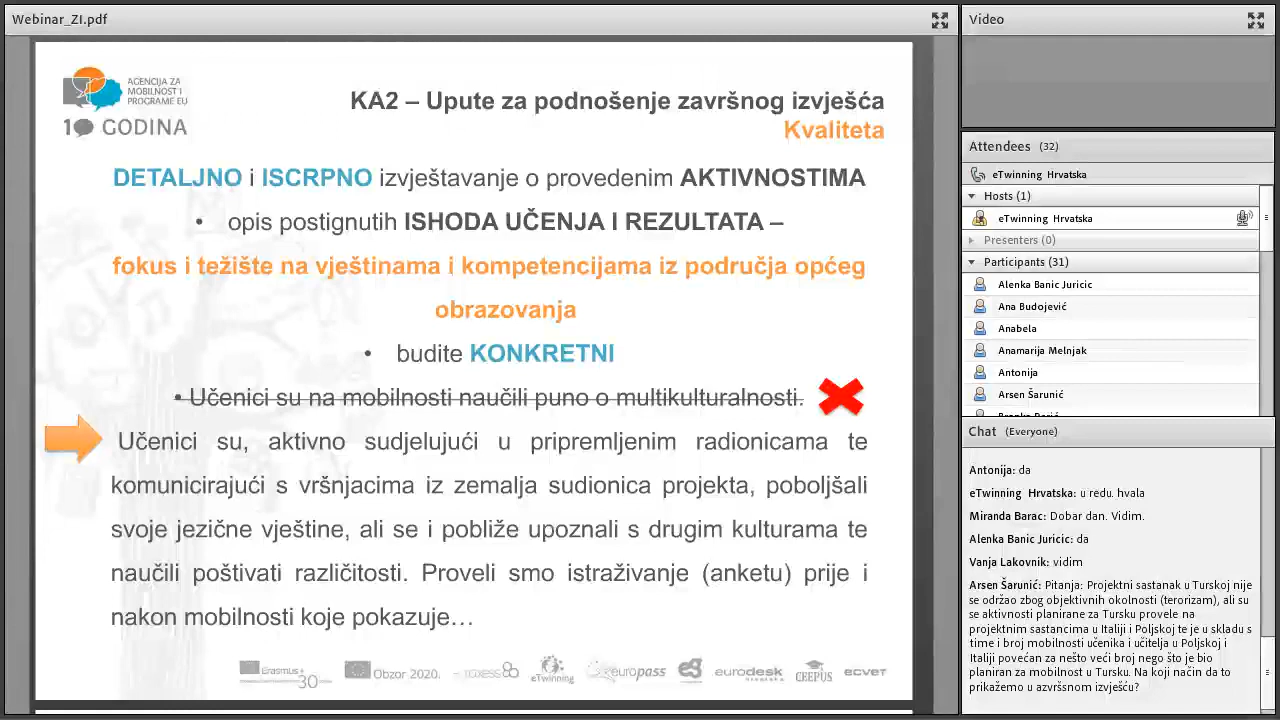 Webinar_ZI.pdf
AGENCIJA ZA
MOBILNOST I
PROGRAME EU
10 GODINA
KA2 – Upute za podnošenje završnog izvješća
Kvaliteta
DETALJNO i ISCRPNO izvještavanje o provedenim AKTIVNOSTIMA
• opis postignutih ISHODA UČENJA I REZULTATA –
fokus i težište na vještinama i kompetencijama iz područja općeg
obrazovanja
• budite KONKRETNI
• Učenici su na mobilnosti naučili puno o multikulturalnosti.
Učenici su, aktivno sudjelujući u pripremljenim radionicama te
komunicirajući s vršnjacima iz zemalja sudionica projekta, poboljšali
svoje jezične vještine, ali se i pobliže upoznali s drugim kulturama te
naučili poštivati različitosti. Proveli smo istraživanje (anketu) prije i
nakon mobilnosti koje pokazuje…
Erasmus+
30
Obzor 2020.
eTwinning
europass
eurodesk
CEEPUS
ECVET
Video
Attendees (32)
eTwinning Hrvatska
Hosts (1)
eTwinning Hrvatska
Presenters (0)
Participants (31)
Alenka Banic Juricic
Ana Budojević
Anabela
Anamarija Melnjak
Antonija
Arsen Šarunić
Chat (Everyone)
Antonija: da
eTwinning Hrvatska: u redu. hvala
Miranda Barac: Dobar dan. Vidim.
Alenka Banic Juricic: da
Vanja Lakovnik: vidim
Arsen Šarunić: Pitanja: Projektni sastanak u Turskoj nije
se održao zbog objektivnih okolnosti (terorizam), ali su
se aktivnosti planirane za Tursku provele na
projektnim sastancima u Italiji i Poljskoj te je u skladu s
time i broj mobilnosti učenika i učitelja u Poljskoj i
Italiji povećan za nešto veći broj nego što je bio
planiran za mobilnost u Tursku. Na koji način da to
prikažemo u azvršsnom izvješću?